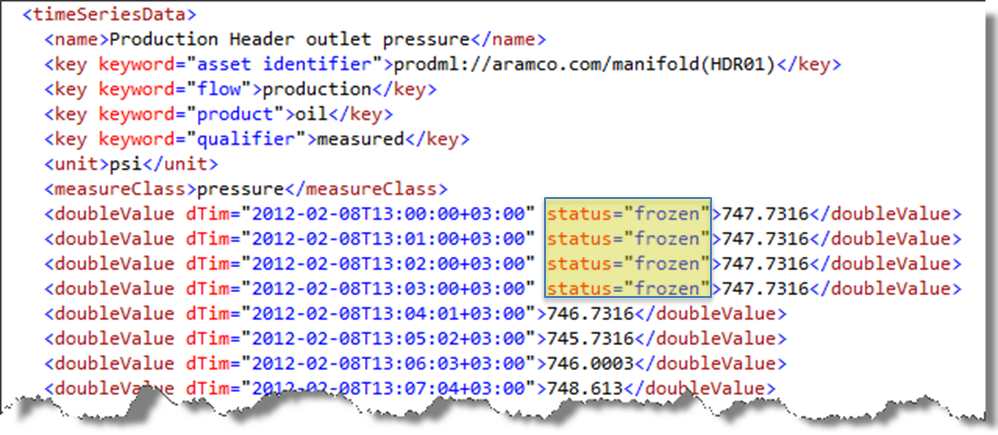 <timeSeriesData>
<name>Production Header outlet pressure</name>
<key keyword="asset identifier">prodml://aramco.com/manifold(HDR01)</key>
<key keyword="flow">production</key>
<key keyword="product">oil</key>
<key keyword="qualifier">measured</key>
<unit>psi</unit>
<measureClass>pressure</measureClass>
<doubleValue dTim="2012-02-08T13:00:00+03:00" status="frozen">747.7316</doubleValue>
<doubleValue dTim="2012-02-08T13:01:00+03:00" status="frozen">747.7316</doubleValue>
<doubleValue dTim="2012-02-08T13:02:00+03:00" status="frozen">747.7316</doubleValue>
<doubleValue dTim="2012-02-08T13:03:00+03:00" status="frozen">747.7316</doubleValue>
<doubleValue dTim="2012-02-08T13:04:01+03:00">746.7316</doubleValue>
<doubleValue dTim="2012-02-08T13:05:02+03:00">745.7316</doubleValue>
<doubleValue dTim="2012-02-08T13:06:03+03:00">746.0003</doubleValue>
<doubleValue dTim="2012-02-08T13:07:04+03:00">748.613</doubleValue>